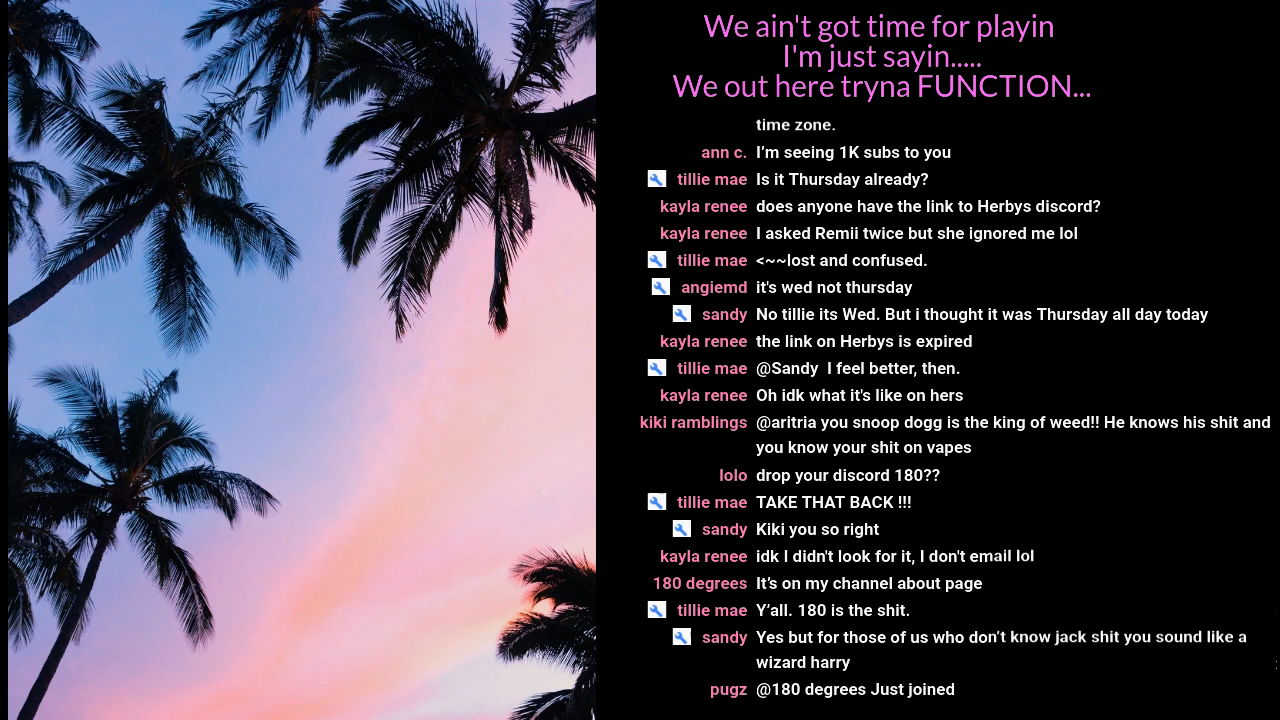 We ain't got time for playin
I'm just sayin.....
We out here tryna FUNCTION...
time zone.
ann c. I’m seeing 1K subs to you
tillie mae Is it Thursday already?
kayla renee does anyone have the link to Herbys discord?
kayla renee I asked Remii twice but she ignored me lol
tillie mae <~~lost and confused.
angiemd it's wed not thursday
sandy No tillie its Wed. But i thought it was Thursday all day today
kayla renee the link on Herbys is expired
tillie mae @Sandy  I feel better, then.
kayla renee Oh idk what it's like on hers
kiki ramblings @aritria you snoop dogg is the king of weed!! He knows his shit and
you know your shit on vapes
lolo drop your discord 180??
tillie mae TAKE THAT BACK !!!
sandy Kiki you so right
kayla renee idk I didn't look for it, I don't email lol
180 degrees It’s on my channel about page
tillie mae Y’all. 180 is the shit.
sandy Yes but for those of us who don’t know jack shit you sound like a
wizard harry
pugz @180 degrees Just joined